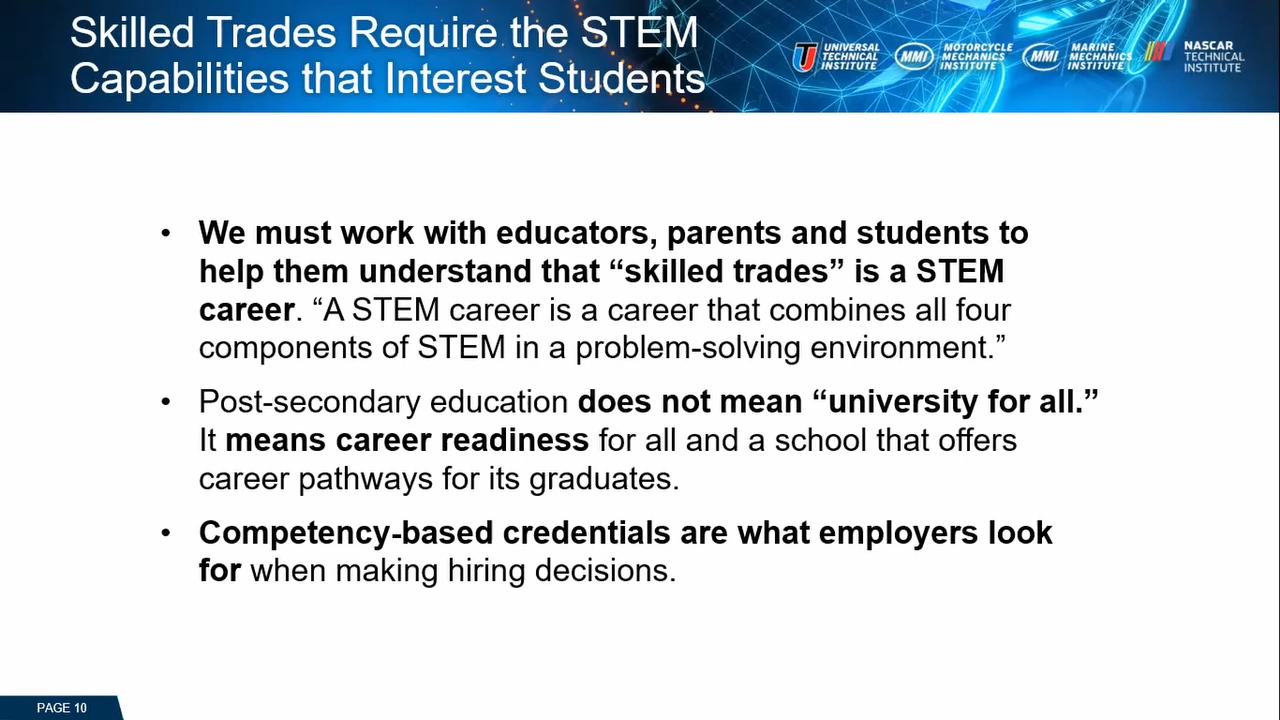 Skilled Trades Require the STEM
Capabilities that Interest Students
UNIVERSAL
TECHNICAL
INSTITUTE
MMI
MOTORCYCLE
MECHANICS
INSTITUTE
MMI
MARINE
MECHANICS
INSTITUTE
NASCAR
TECHNICAL
INSTITUTE
• We must work with educators, parents and students to
help them understand that “skilled trades” is a STEM
career. “A STEM career is a career that combines all four
components of STEM in a problem-solving environment.”
• Post-secondary education does not mean “university for all.”
It means career readiness for all and a school that offers
career pathways for its graduates.
• Competency-based credentials are what employers look
for when making hiring decisions.
PAGE 10